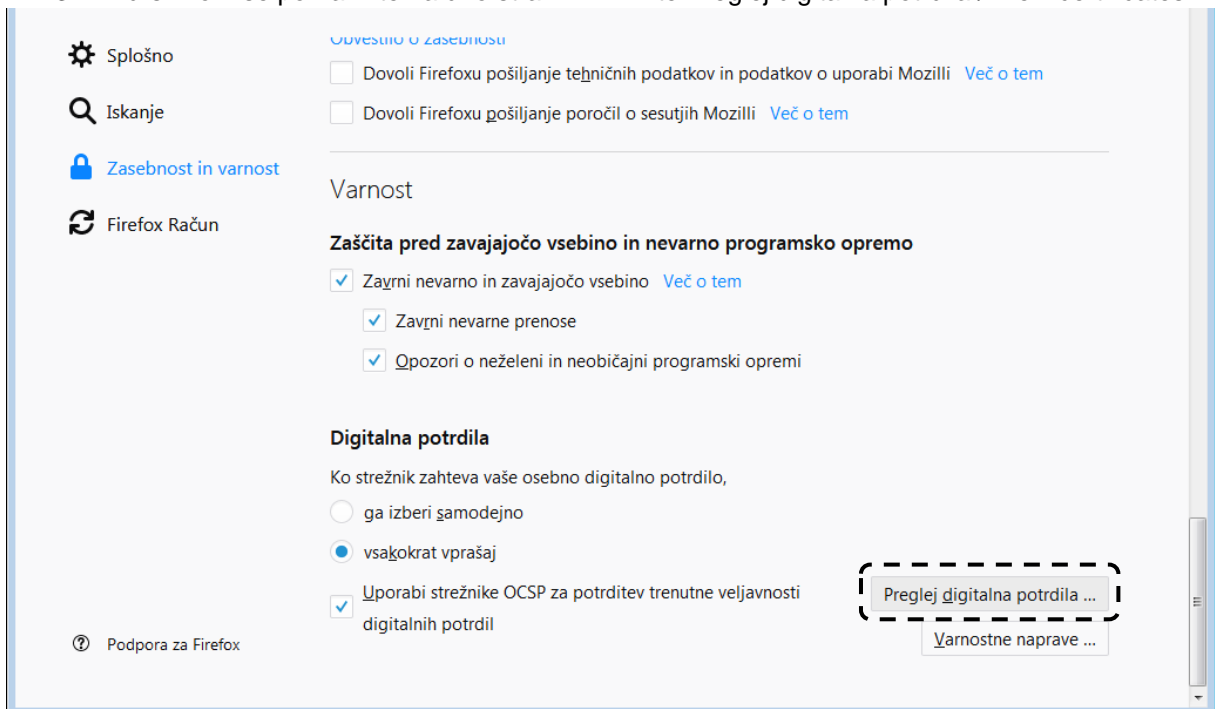 Splošno
Iskanje
Zasebnost in varnost
Firefox Račun
Podpora za Firefox
Obvestilo o zasebnosti
Dovoli Firefoxu pošiljanje tehničnih podatkov in podatkov o uporabi Mozilli Več o tem
Dovoli Firefoxu pošiljanje poročil o sesutjih Mozilli Več o tem
Varnost
Zaščita pred zavajajočo vsebino in nevarno programsko opremo
Zavrni nevarno in zavajajočo vsebino Več o tem
Zavrni nevarne prenose
Opozori o neželeni in neobičajni programski opremi
Digitalna potrdila
Ko strežnik zahteva vaše osebno digitalno potrdilo,
ga izberi samodejno
vsakokrat vprašaj
Uporabi strežnike OCSP za potrditev trenutne veljavnosti
digitalnih potrdil
Preglej digitalna potrdila ...
Varnostne naprave ...